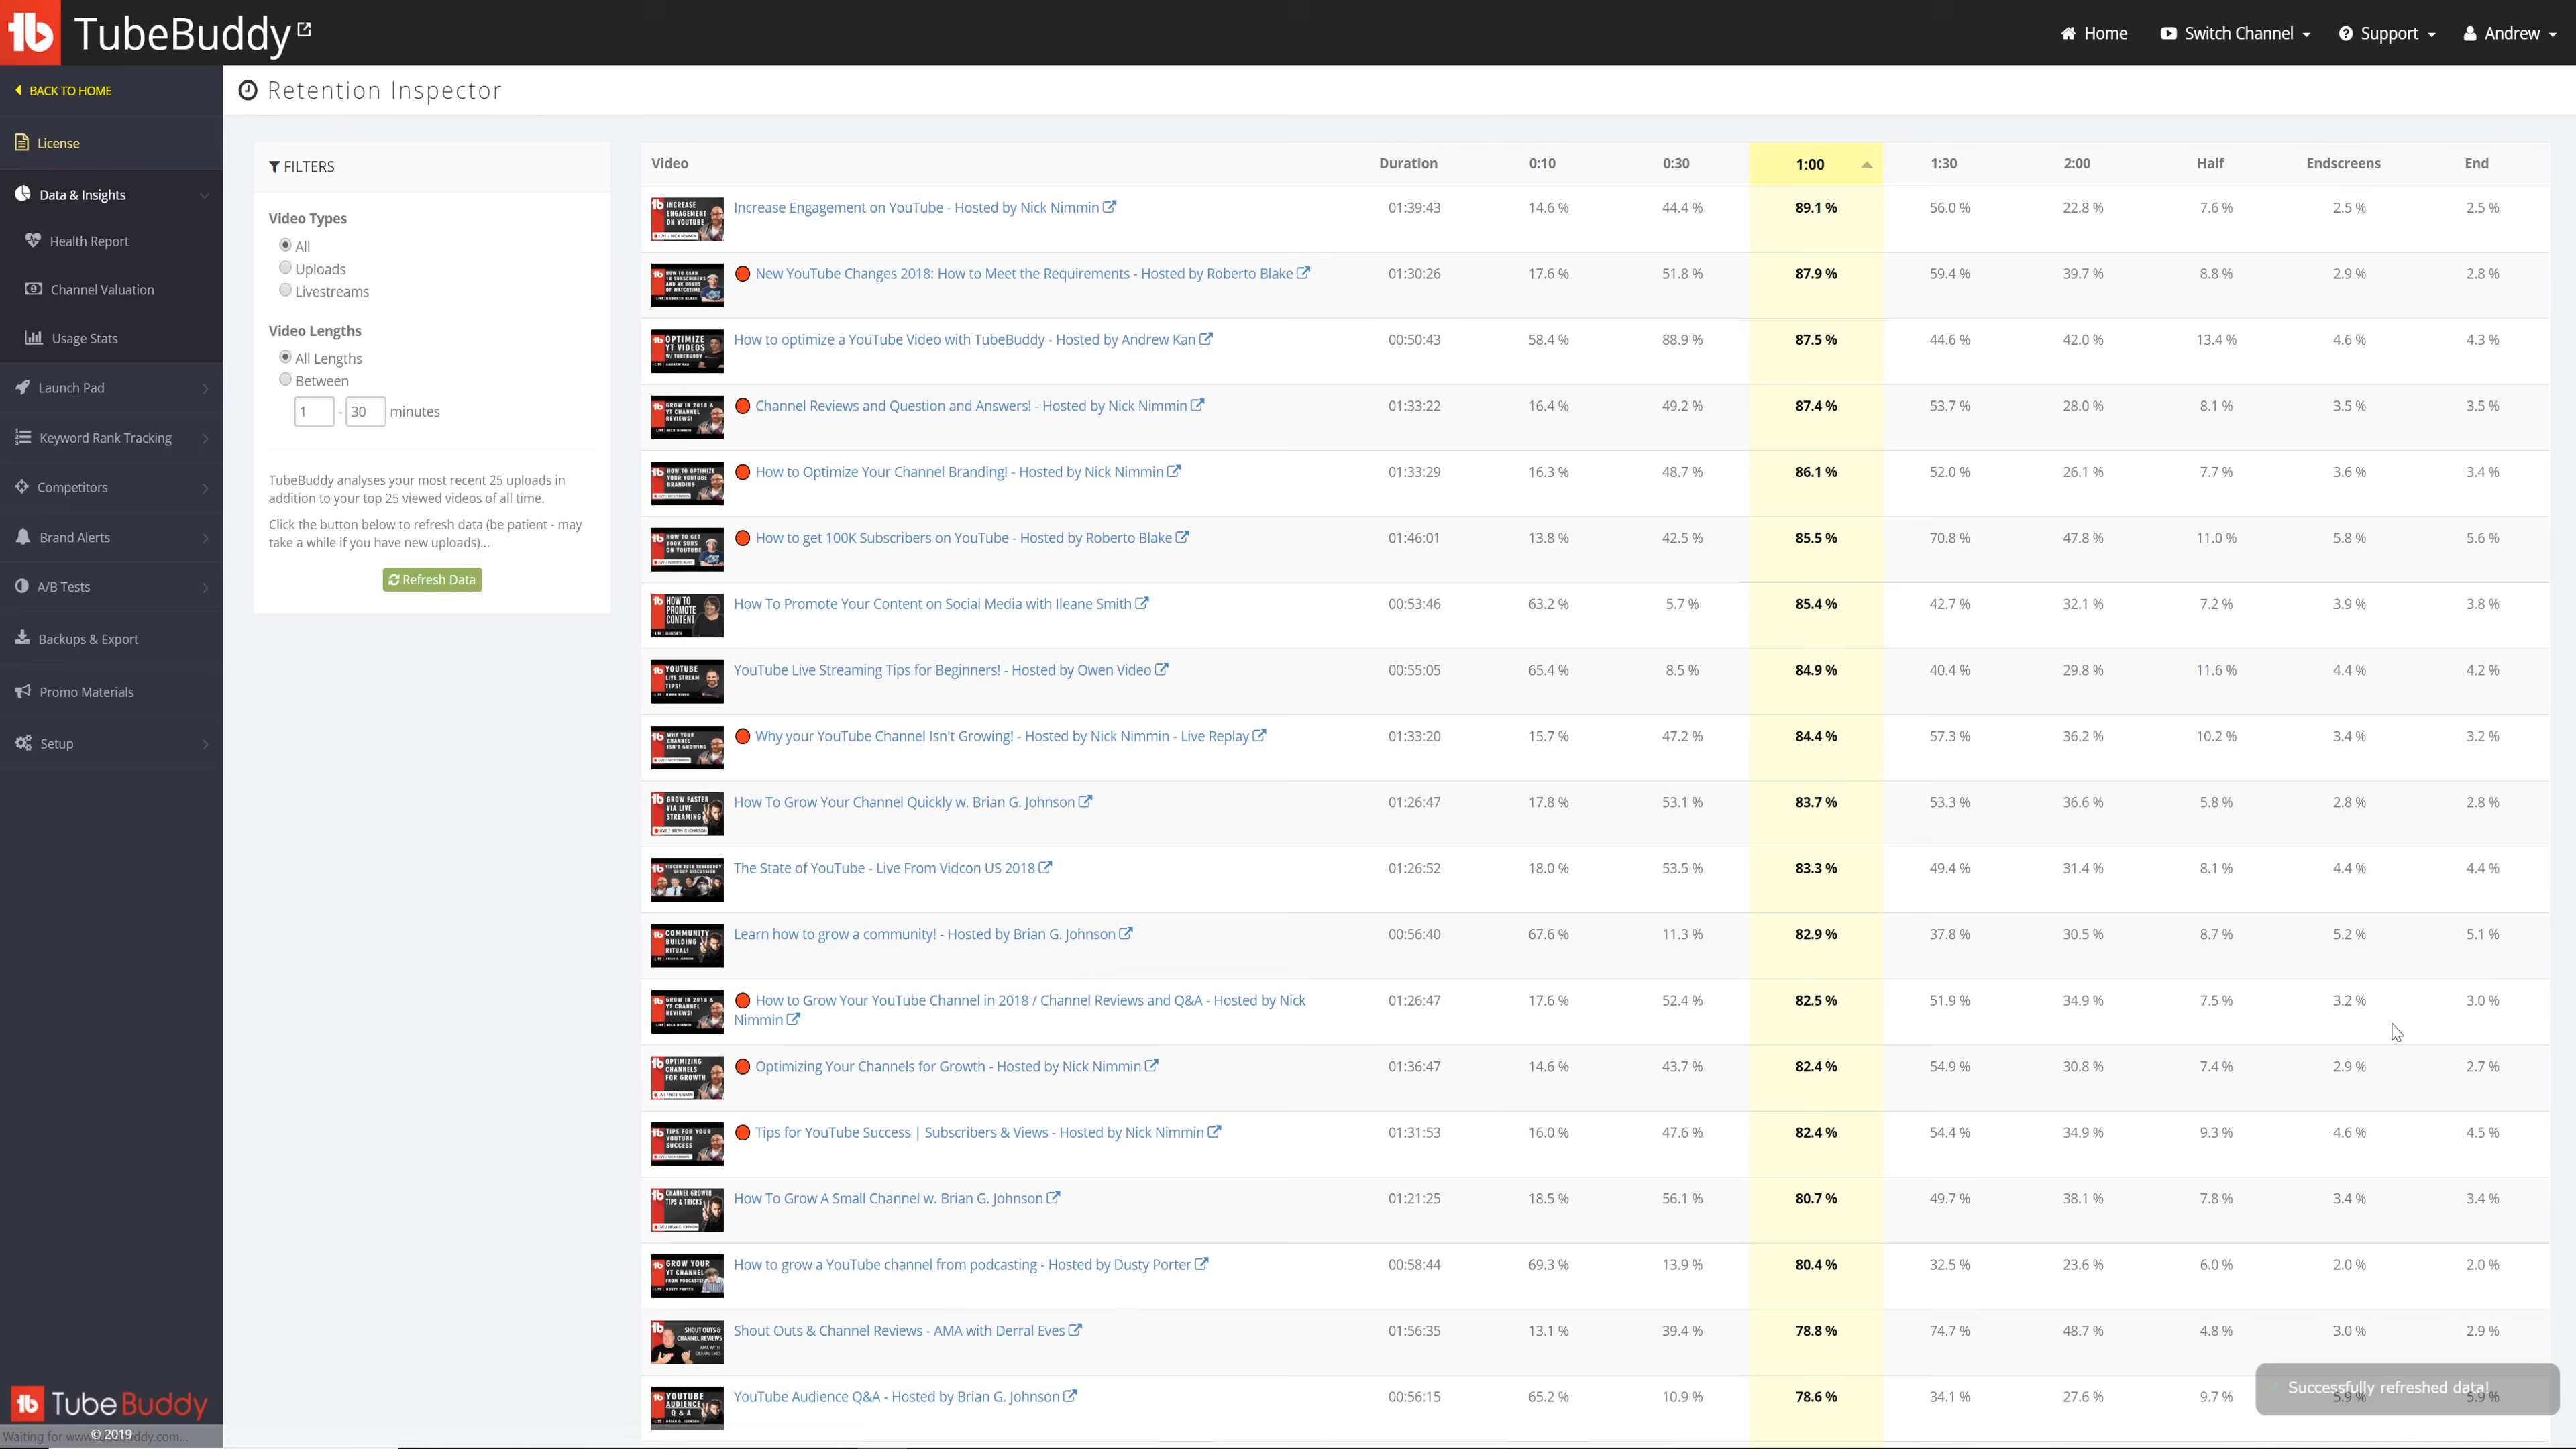 TubeBuddy
Home
Switch Channel
Support
Andrew
BACK TO HOME
License
Data & Insights
Health Report
Channel Valuation
Usage Stats
Launch Pad
Keyword Rank Tracking
Competitors
Brand Alerts
A/B Tests
Backups & Export
Promo Materials
Setup
TubeBuddy
© 2019
Retention Inspector
FILTERS
Video Types
All
Uploads
Livestreams
Video Lengths
All Lengths
Between
1 - 30 minutes
TubeBuddy analyses your most recent 25 uploads in
addition to your top 25 viewed videos of all time.
Click the button below to refresh data (be patient - may
take a while if you have new uploads)...
Refresh Data
Video Duration 0:10 0:30 1:00 1:30 2:00 Half Endscreens End
Increase Engagement on YouTube - Hosted by Nick Nimmin 01:39:43 14.6 % 44.4 % 89.1 % 56.0 % 22.8 % 7.6 % 2.5 % 2.5 %
New YouTube Changes 2018: How to Meet the Requirements - Hosted by Roberto Blake 01:30:26 17.6 % 51.8 % 87.9 % 59.4 % 39.7 % 8.8 % 2.9 % 2.8 %
How to optimize a YouTube Video with TubeBuddy - Hosted by Andrew Kan 00:50:43 58.4 % 88.9 % 87.5 % 44.6 % 42.0 % 13.4 % 4.6 % 4.3 %
Channel Reviews and Question and Answers! - Hosted by Nick Nimmin 01:33:22 16.4 % 49.2 % 87.4 % 53.7 % 28.0 % 8.1 % 3.5 % 3.5 %
How to Optimize Your Channel Branding! - Hosted by Nick Nimmin 01:33:29 16.3 % 48.7 % 86.1 % 52.0 % 26.1 % 7.7 % 3.6 % 3.4 %
How to get 100K Subscribers on YouTube - Hosted by Roberto Blake 01:46:01 13.8 % 42.5 % 85.5 % 70.8 % 47.8 % 11.0 % 5.8 % 5.6 %
How To Promote Your Content on Social Media with Ileane Smith 00:53:46 63.2 % 5.7 % 85.4 % 42.7 % 32.1 % 7.2 % 3.9 % 3.8 %
YouTube Live Streaming Tips for Beginners! - Hosted by Owen Video 00:55:05 65.4 % 8.5 % 84.9 % 40.4 % 29.8 % 11.6 % 4.4 % 4.2 %
Why your YouTube Channel Isn't Growing! - Hosted by Nick Nimmin - Live Replay 01:33:20 15.7 % 47.2 % 84.4 % 57.3 % 36.2 % 10.2 % 3.4 % 3.2 %
How To Grow Your Channel Quickly w. Brian G. Johnson 01:26:47 17.8 % 53.1 % 83.7 % 53.3 % 36.6 % 5.8 % 2.8 % 2.8 %
The State of YouTube - Live From Vidcon US 2018 01:26:52 18.0 % 53.5 % 83.3 % 49.4 % 31.4 % 8.1 % 4.4 % 4.4 %
Learn how to grow a community! - Hosted by Brian G. Johnson 00:56:40 67.6 % 11.3 % 82.9 % 37.8 % 30.5 % 8.7 % 5.2 % 5.1 %
How to Grow Your YouTube Channel in 2018 / Channel Reviews and Q&A - Hosted by Nick 01:26:47 17.6 % 52.4 % 82.5 % 51.9 % 34.9 % 7.5 % 3.2 % 3.0 %
Nimmin
Optimizing Your Channels for Growth - Hosted by Nick Nimmin 01:36:47 14.6 % 43.7 % 82.4 % 54.9 % 30.8 % 7.4 % 2.9 % 2.7 %
Tips for YouTube Success | Subscribers & Views - Hosted by Nick Nimmin 01:31:53 16.0 % 47.6 % 82.4 % 54.4 % 34.9 % 9.3 % 4.6 % 4.5 %
How To Grow A Small Channel w. Brian G. Johnson 01:21:25 18.5 % 56.1 % 80.7 % 49.7 % 38.1 % 7.8 % 3.4 % 3.4 %
How to grow a YouTube channel from podcasting - Hosted by Dusty Porter 00:58:44 69.3 % 13.9 % 80.4 % 32.5 % 23.6 % 6.0 % 2.0 % 2.0 %
Shout Outs & Channel Reviews - AMA with Derral Eves 01:56:35 13.1 % 39.4 % 78.8 % 74.7 % 48.7 % 4.8 % 3.0 % 2.9 %
YouTube Audience Q&A - Hosted by Brian G. Johnson 00:56:15 65.2 % 10.9 % 78.6 % 34.1 % 27.6 % 9.7 % 5.9 % 5.9 %
Successfully refreshed data!